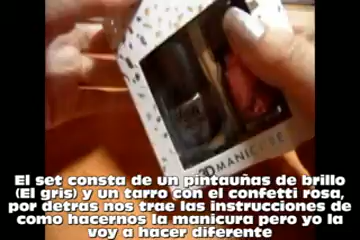 MANICURE
El set consta de un pintauñas de brillo
(El gris) y un tarro con el confetti rosa,
por detras nos trae las instrucciones de
como hacernos la manicura pero yo la
voy a hacer diferente